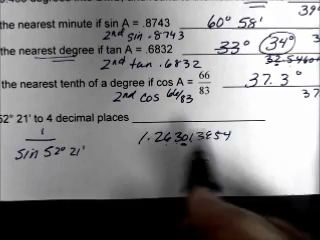 the nearest minute if sin A = .8743 60° 58'
2nd sin .8743
the nearest degree if tan A = .6832 33° 34°
2nd tan .6832
the nearest tenth of a degree if cos A = 66/83 37.3°
2nd cos 66/83
52° 21' to 4 decimal places
1/sin 52° 21' 1.263013854